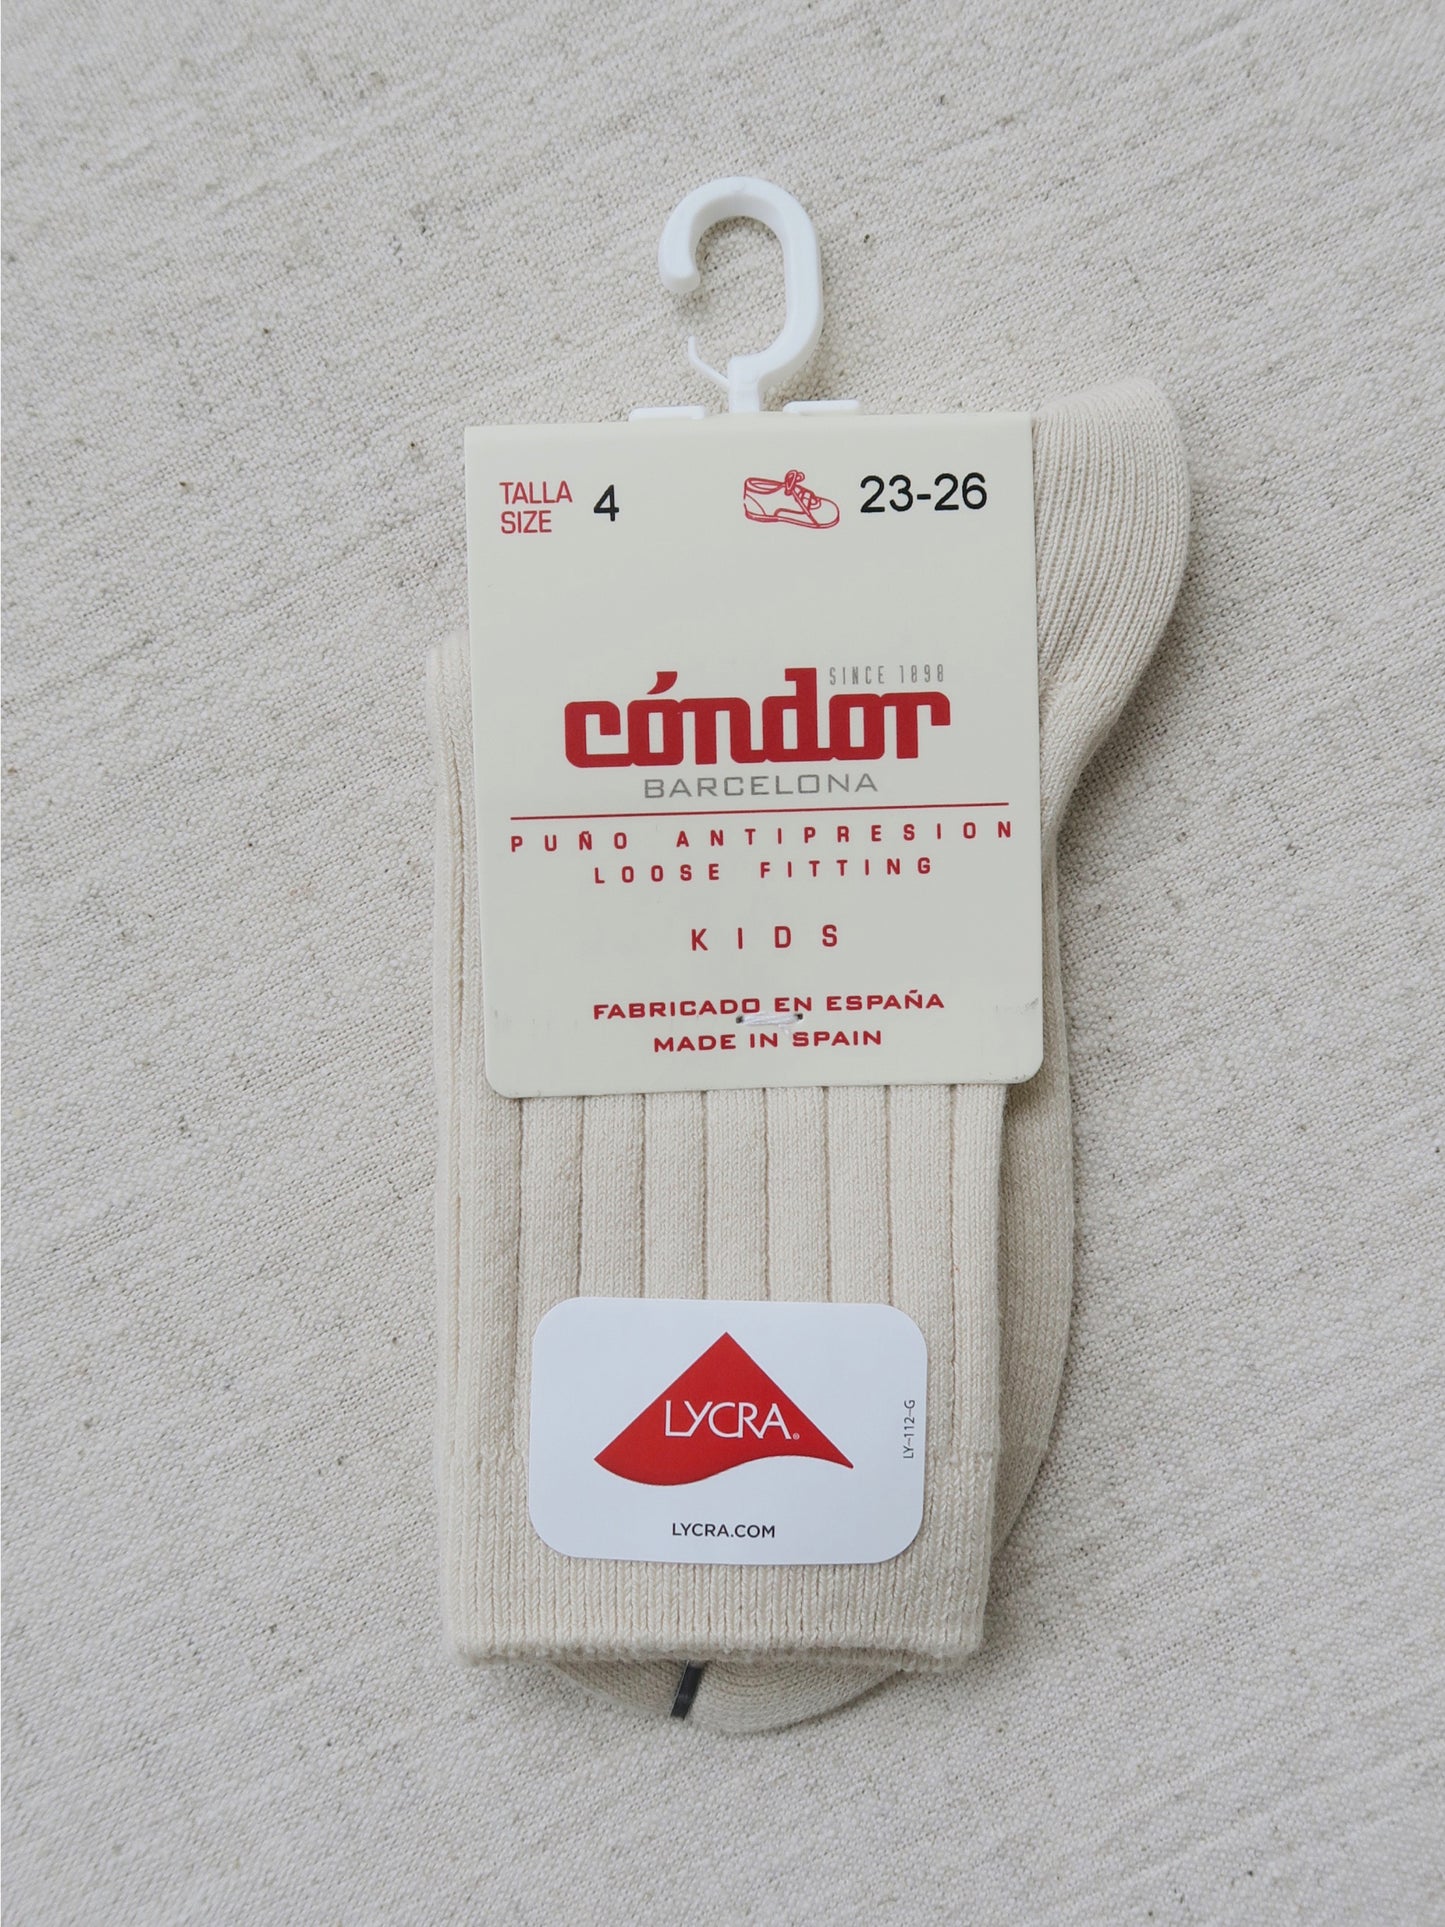 TALLA 4 23-26
SIZE
SINCE 1898
cóndor
BARCELONA
PUÑO ANTIPRESION
LOOSE FITTING
KIDS
FABRICADO EN ESPAÑA
MADE IN SPAIN
LYCRA®
LYCRA.COM
LY-112-G